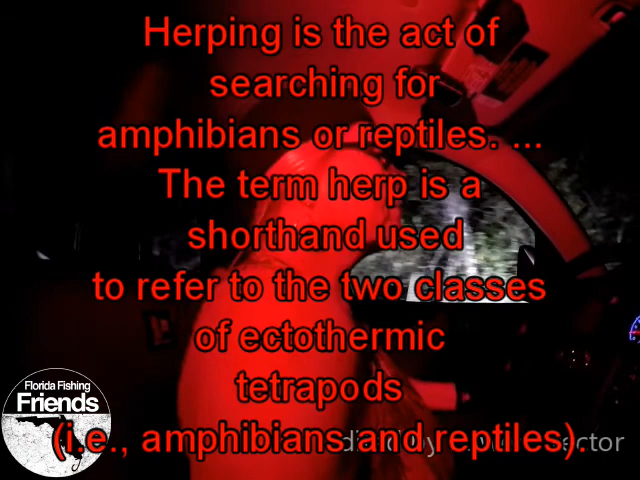 Herping is the act of
searching for
amphibians or reptiles. ...
The term herp is a
shorthand used
to refer to the two classes
of ectothermic
tetrapods
(i.e., amphibians and reptiles).
Florida Fishing
Friends